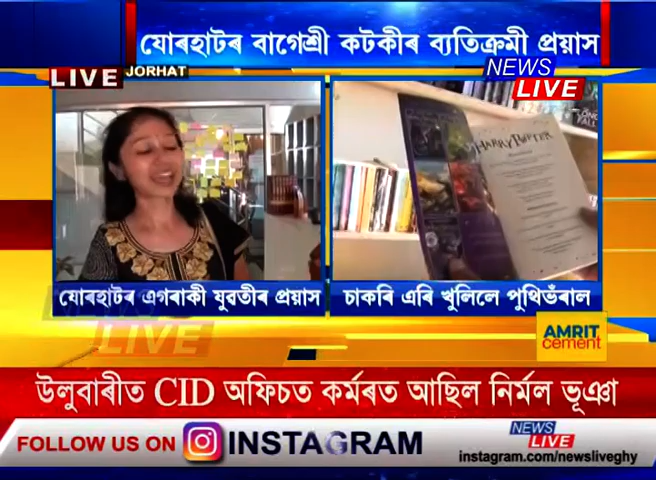 যোৰহাটৰ বাগেশ্ৰী কটকীৰ ব্যতিক্ৰমী প্ৰয়াস
LIVE JORHAT
NEWS
LIVE
HARRY POTTER
যোৰহাটৰ এগৰাকী যুৱতীৰ প্ৰয়াস
চাকৰি এৰি খুলিলে পুথিভঁৰাল
NEWS
LIVE
AMRIT
cement
উলুবাৰীত CID অফিচত কৰ্মৰত আছিল নিৰ্মল ভূঞা
FOLLOW US ON INSTAGRAM
NEWS
LIVE
instagram.com/newsliveghy